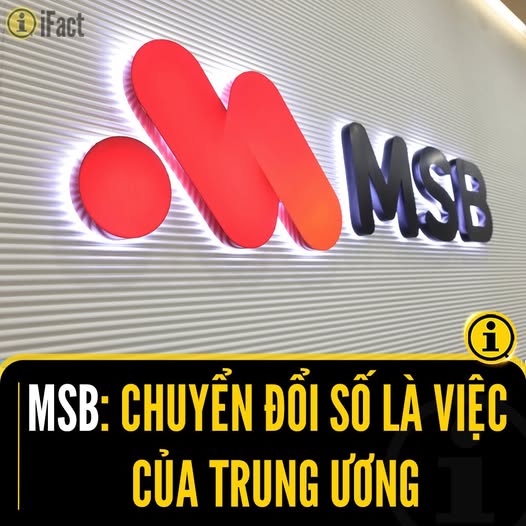 iFact
MSB
MSB: CHUYỂN ĐỔI SỐ LÀ VIỆC
CỦA TRUNG ƯƠNG